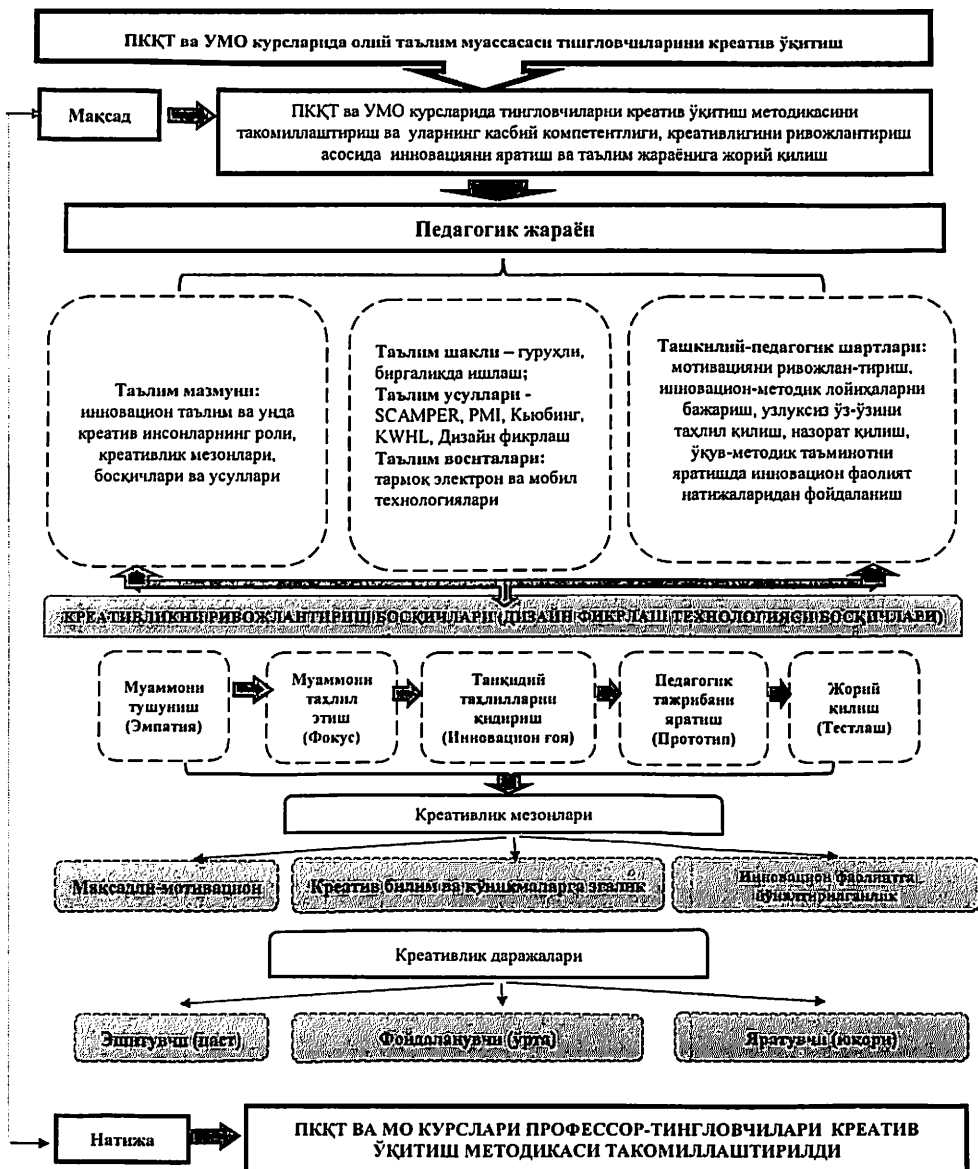 ПКҚТ ва УМО курсларида олий таълим муассасаси тингловчиларини креатив ўқитиш
Мақсад
ПКҚТ ва УМО курсларида тингловчиларни креатив ўқитиш методикасини
такомиллаштириш ва уларнинг касбий компетентлиги, креативлигини ривожлантириш
асосида инновацияни яратиш ва таълим жараёнига жорий қилиш
Педагогик жараён
Таълим мазмуни:
инновацион таълим ва унда
креатив инсонларнинг роли,
креативлик мезонлари,
босқичлари ва усуллари
Таълим шакли – гуруҳли,
биргаликда ишлаш;
Таълим усуллари -
SCAMPER, PMI, Кьюбинг,
KWHL, Дизайн фикрлаш
Таълим воситалари:
тармоқ электрон ва мобил
технологиялари
Ташкилий-педагогик шартлари:
мотивацияни ривожлан-тириш,
инновацион-методик лойиҳаларни
бажариш, узлуксиз ўз-ўзини
таҳлил қилиш, назорат қилиш,
ўқув-методик таъминотни
яратишда инновацион фаолият
натижаларидан фойдаланиш
КРЕАТИВЛИКНИ РИВОЖЛАНТИРИШ БОСҚИЧЛАРИ (ДИЗАЙН ФИКРЛАШ ТЕХНОЛОГИЯСИ БОСҚИЧЛАРИ)
Муаммони
тушуниш
(Эмпатия)
Муаммони
таҳлил
этиш
(Фокус)
Танқидий
таҳлилларни
қидириш
(Инновацион ғоя)
Педагогик
тажрибани
яратиш
(Прототип)
Жорий
қилиш
(Тестлаш)
Креативлик мезонлари
Мақсадли-мотивацион
Креатив билим ва кўникмаларга эгалик
Инновацион фаолиятга
йўналтирилганлик
Креативлик даражалари
Эшитувчи (паст)
Фойдаланувчи (ўрта)
Яратувчи (юқори)
Натижа
ПКҚТ ВА МО КУРСЛАРИ ПРОФЕССОР-ТИНГЛОВЧИЛАРИ КРЕАТИВ
ЎҚИТИШ МЕТОДИКАСИ ТАКОМИЛЛАШТИРИЛДИ